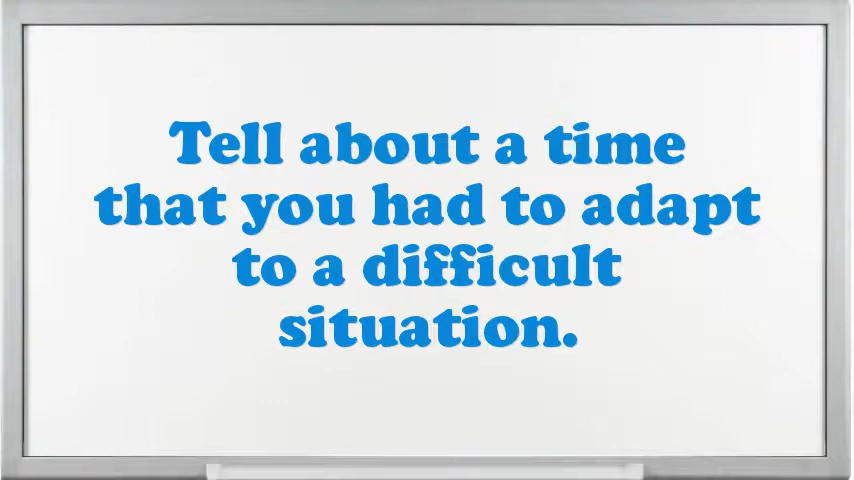 Tell about a time
that you had to adapt
to a difficult
situation.